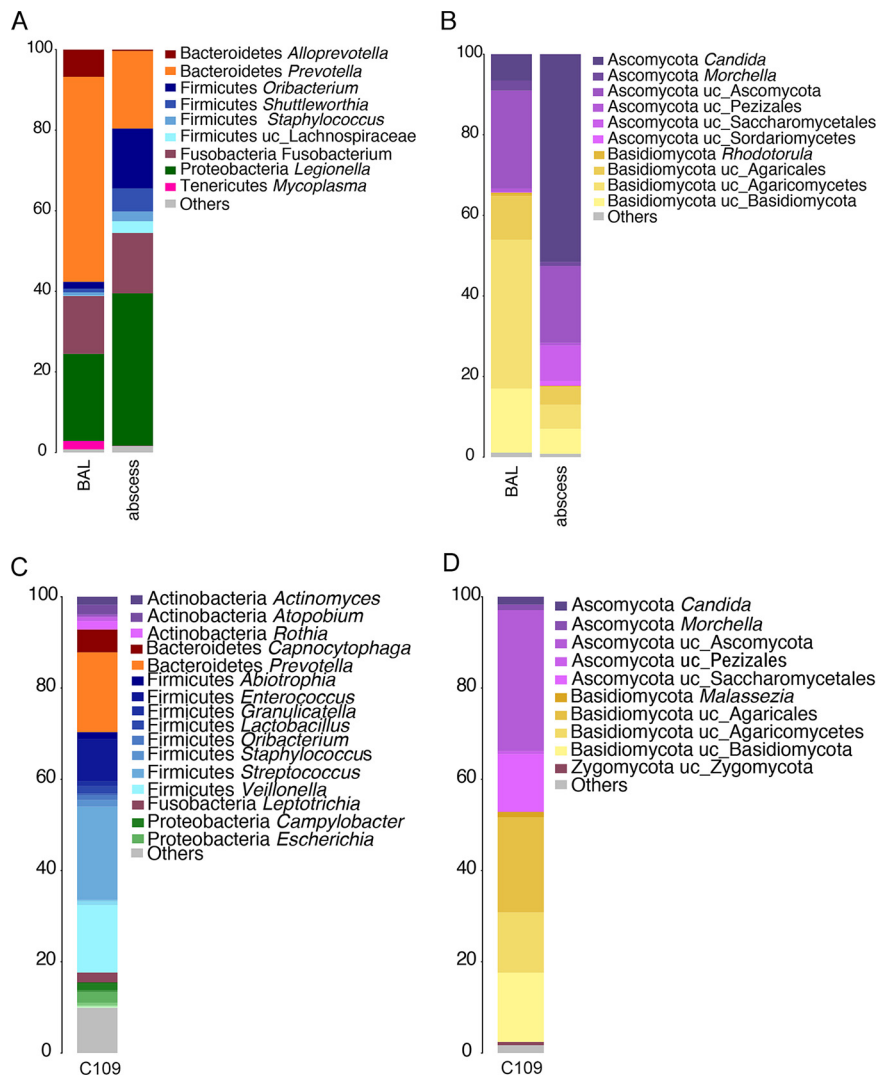 A
100
80
60
40
20
0
BAL
abscess
Bacteroidetes Alloprevotella
Bacteroidetes Prevotella
Firmicutes Oribacterium
Firmicutes Shuttleworthia
Firmicutes Staphylococcus
Firmicutes uc_Lachnospiraceae
Fusobacteria Fusobacterium
Proteobacteria Legionella
Tenericutes Mycoplasma
Others
B
100
80
60
40
20
0
BAL
abscess
Ascomycota Candida
Ascomycota Morchella
Ascomycota uc_Ascomycota
Ascomycota uc_Pezizales
Ascomycota uc_Saccharomycetales
Ascomycota uc_Sordariomycetes
Basidiomycota Rhodotorula
Basidiomycota uc_Agaricales
Basidiomycota uc_Agaricomycetes
Basidiomycota uc_Basidiomycota
Others
C
100
80
60
40
20
0
C109
Actinobacteria Actinomyces
Actinobacteria Atopobium
Actinobacteria Rothia
Bacteroidetes Capnocytophaga
Bacteroidetes Prevotella
Firmicutes Abiotrophia
Firmicutes Enterococcus
Firmicutes Granulicatella
Firmicutes Lactobacillus
Firmicutes Oribacterium
Firmicutes Staphylococcus
Firmicutes Streptococcus
Firmicutes Veillonella
Fusobacteria Leptotrichia
Proteobacteria Campylobacter
Proteobacteria Escherichia
Others
D
100
80
60
40
20
0
C109
Ascomycota Candida
Ascomycota Morchella
Ascomycota uc_Ascomycota
Ascomycota uc_Pezizales
Ascomycota uc_Saccharomycetales
Basidiomycota Malassezia
Basidiomycota uc_Agaricales
Basidiomycota uc_Agaricomycetes
Basidiomycota uc_Basidiomycota
Zygomycota uc_Zygomycota
Others